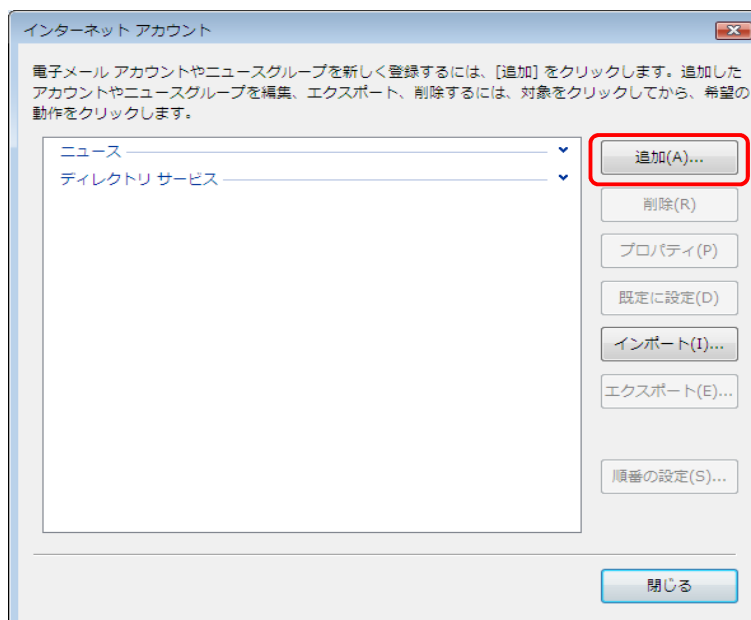 インターネット アカウント
電子メール アカウントやニュースグループを新しく登録するには、[追加] をクリックします。追加した
アカウントやニュースグループを編集、エクスポート、削除するには、対象をクリックしてから、希望の
動作をクリックします。
ニュース
追加(A)...
ディレクトリ サービス
削除(R)
プロパティ(P)
既定に設定(D)
インポート(I)...
エクスポート(E)...
順番の設定(S)...
閉じる